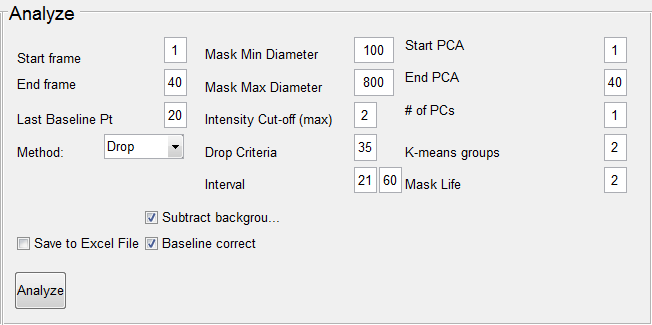 Analyze
Start frame 1 Mask Min Diameter 100 Start PCA 1
End frame 40 Mask Max Diameter 800 End PCA 40
Last Baseline Pt 20 Intensity Cut-off (max) 2 # of PCs 1
Method: Drop Drop Criteria 35 K-means groups 2
Interval 21 60 Mask Life 2
Subtract backgrou...
Save to Excel File Baseline correct
Analyze